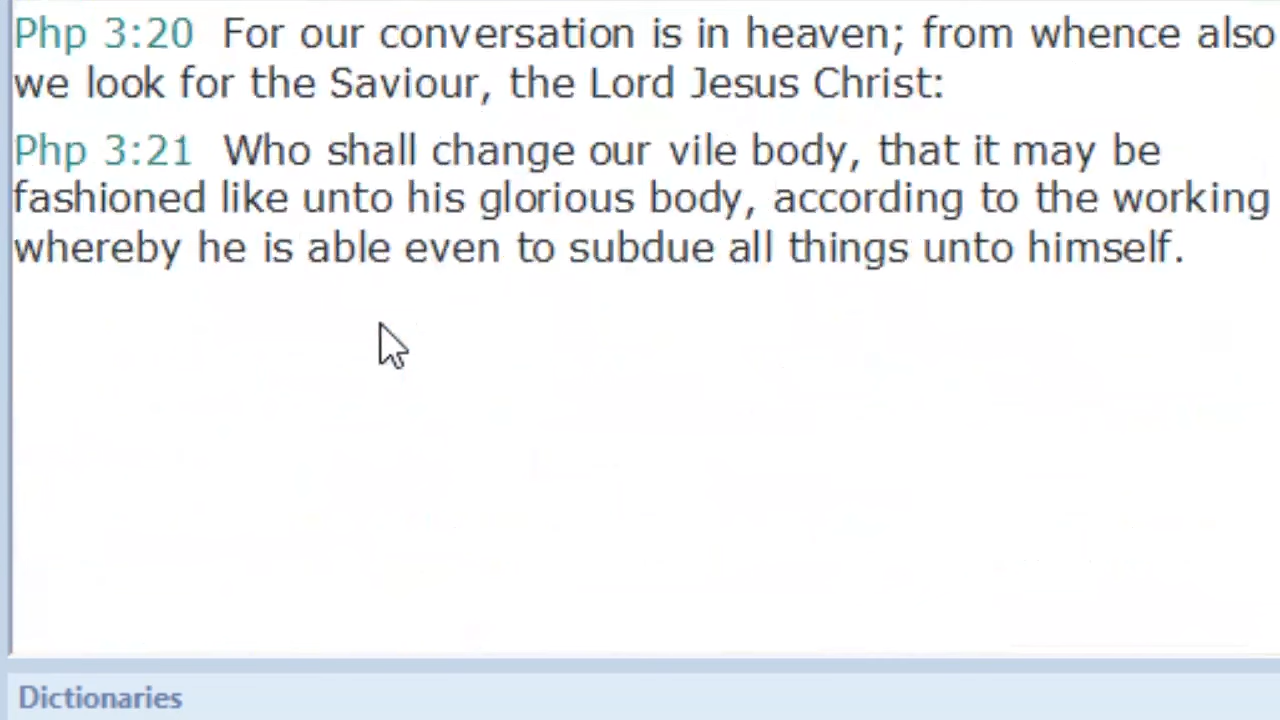 Php 3:20 For our conversation is in heaven; from whence also
we look for the Saviour, the Lord Jesus Christ:
Php 3:21 Who shall change our vile body, that it may be
fashioned like unto his glorious body, according to the working
whereby he is able even to subdue all things unto himself.
Dictionaries